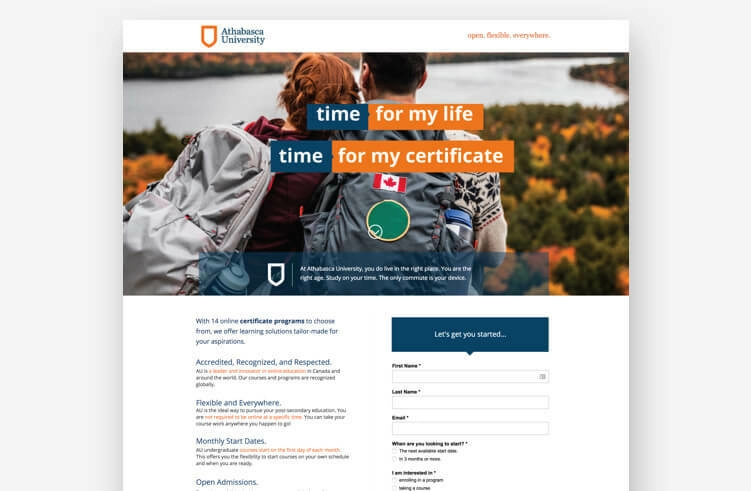 Athabasca
University
open. flexible. everywhere.
time for my life
time for my certificate
At Athabasca University, you do live in the right place. You are the
right age. Study on your time. The only commute is your device.
With 14 online certificate programs to choose
from, we offer learning solutions tailor-made for
your aspirations.
Accredited, Recognized, and Respected.
AU is a leader and innovator in online education in Canada and
around the world. Our courses and programs are recognized
globally.
Flexible and Everywhere.
AU is the ideal way to pursue your post-secondary education. You
are not required to be online at a specific time. You can take your
course work anywhere you happen to go!
Monthly Start Dates.
AU undergraduate courses start on the first day of each month.
This offers you the flexibility to start courses on your own schedule
and when you are ready.
Open Admissions.
Let's get you started...
First Name *
Last Name *
Email *
When are you looking to start? *
The next available start date.
In 3 months or more.
I am interested in *
enrolling in a program
taking a course